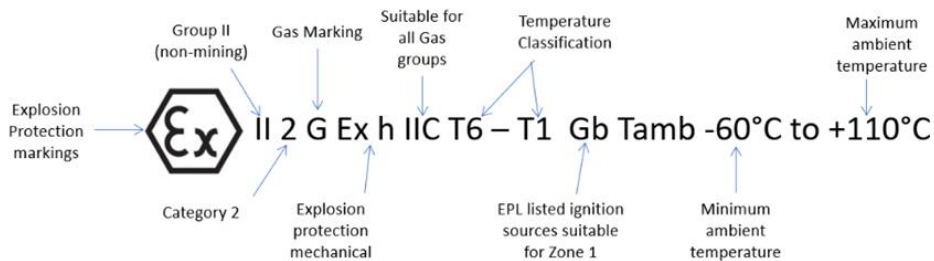 Group II
(non-mining)
Gas Marking
Suitable for
all Gas
groups
Temperature
Classification
Maximum
ambient
temperature
Explosion
Protection
markings
Ex II 2 G Ex h IIC T6 – T1 Gb Tamb -60°C to +110°C
Category 2
Explosion
protection
mechanical
EPL listed ignition
sources suitable
for Zone 1
Minimum
ambient
temperature